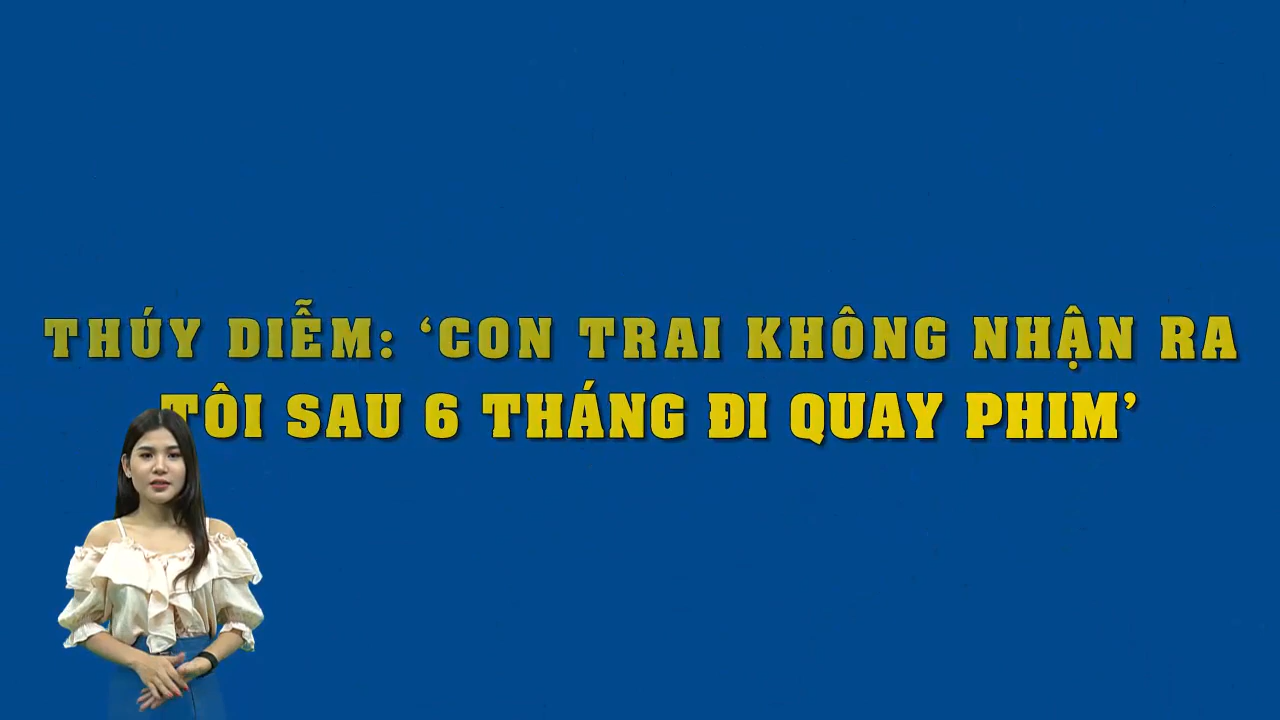 THÚY DIỄM: ‘CON TRAI KHÔNG NHẬN RA
TÔI SAU 6 THÁNG ĐI QUAY PHIM’